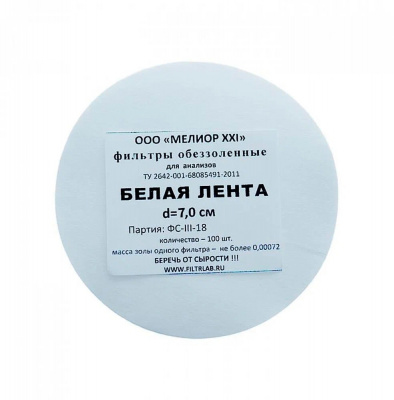 ООО «МЕЛИОР XXI»
фильтры обеззоленные
для анализов
ТУ 2642-001-68085491-2011
БЕЛАЯ ЛЕНТА
d=7,0 см
Партия: ФС-III-18
количество – 100 шт.
масса золы одного фильтра – не более 0,00072
БЕРЕЧЬ ОТ СЫРОСТИ !!!
WWW.FILTRLAB.RU